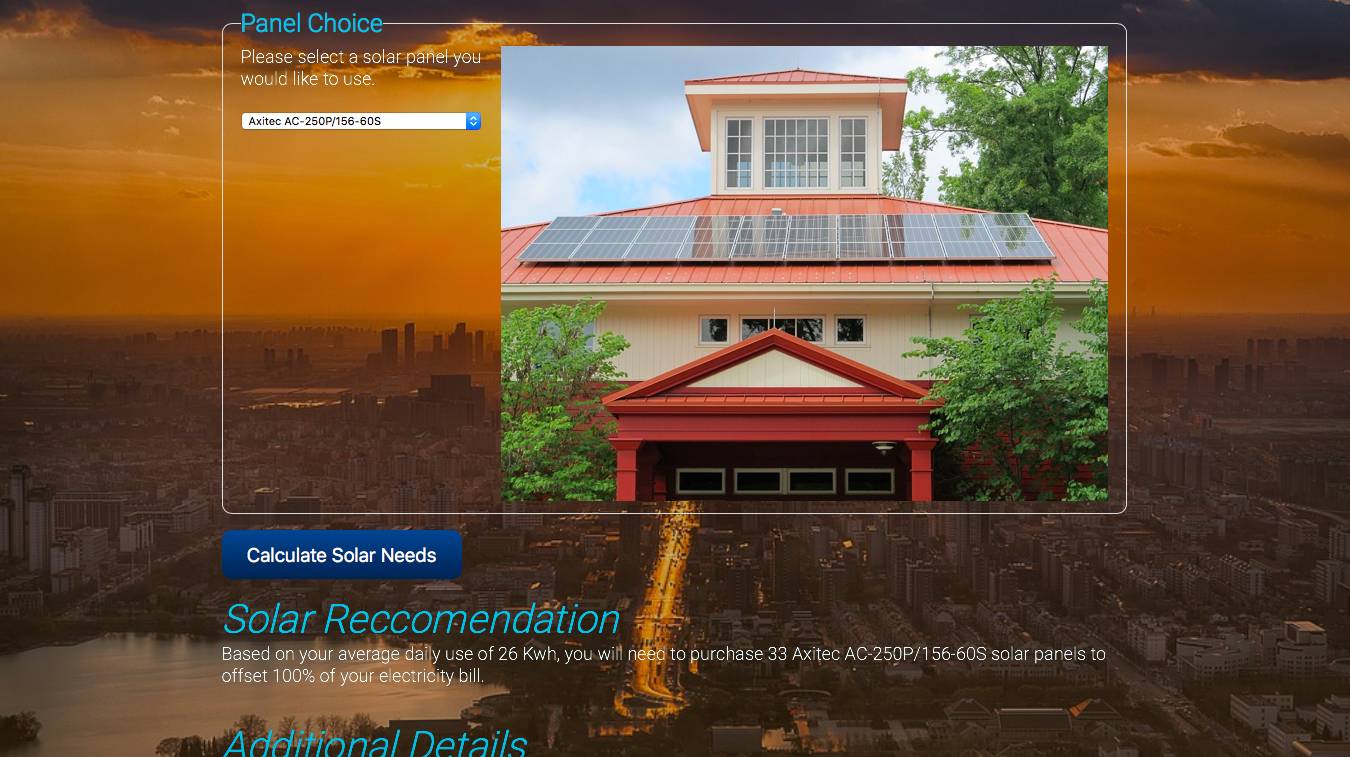 Panel Choice
Please select a solar panel you
would like to use.
Axitec AC-250P/156-60S
Calculate Solar Needs
Solar Reccomendation
Based on your average daily use of 26 Kwh, you will need to purchase 33 Axitec AC-250P/156-60S solar panels to
offset 100% of your electricity bill.
Additional Details